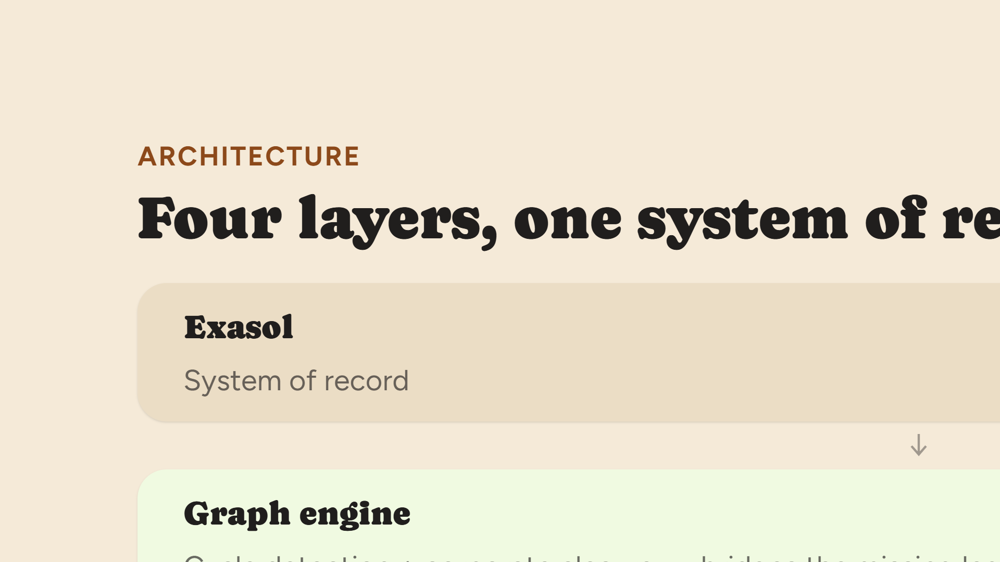 ARCHITECTURE
Four layers, one system of re
Exasol
System of record
Graph engine